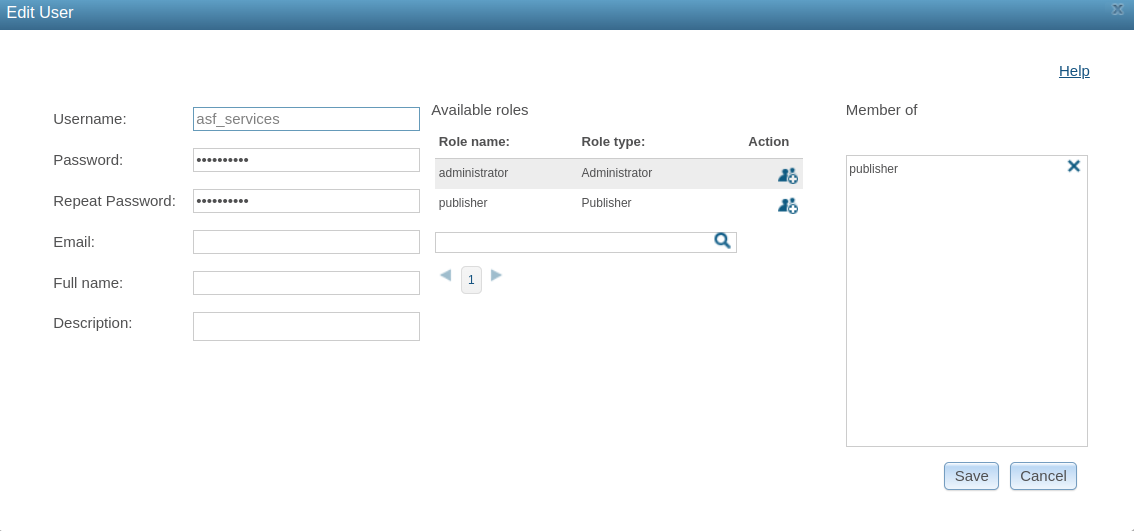 Edit User
Help
Username:
asf_services
Password:
••••••••••
Repeat Password:
••••••••••
Email:
Full name:
Description:
Available roles
Role name: Role type: Action
administrator Administrator
publisher Publisher
1
Member of
publisher
Save Cancel